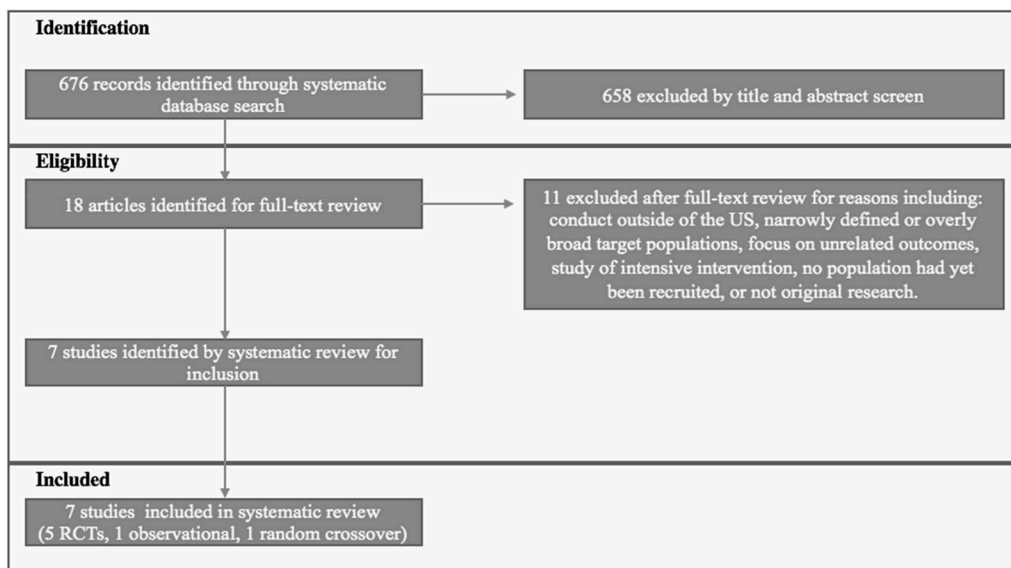 Identification
676 records identified through systematic
database search
658 excluded by title and abstract screen
Eligibility
18 articles identified for full-text review
11 excluded after full-text review for reasons including:
conduct outside of the US, narrowly defined or overly
broad target populations, focus on unrelated outcomes,
study of intensive intervention, no population had yet
been recruited, or not original research.
7 studies identified by systematic review for
inclusion
Included
7 studies included in systematic review
(5 RCTs, 1 observational, 1 random crossover)